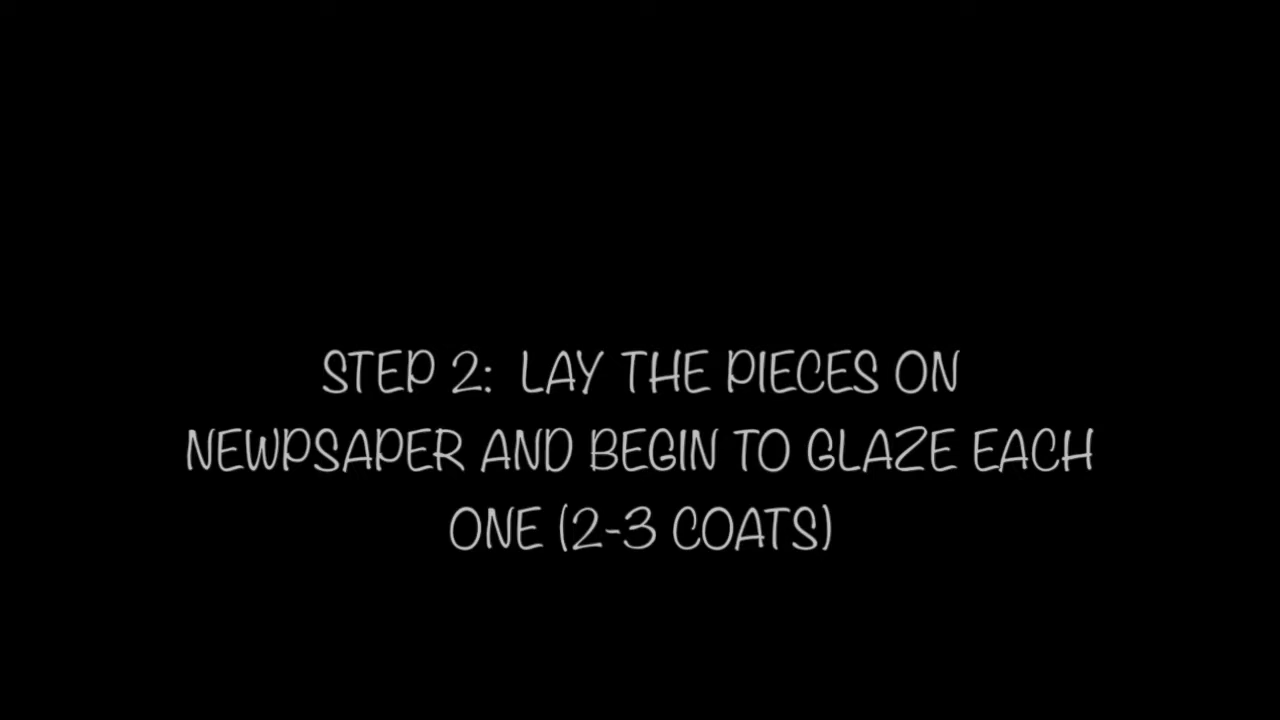 STEP 2:  LAY THE PIECES ON
NEWPSAPER AND BEGIN TO GLAZE EACH
ONE (2-3 COATS)